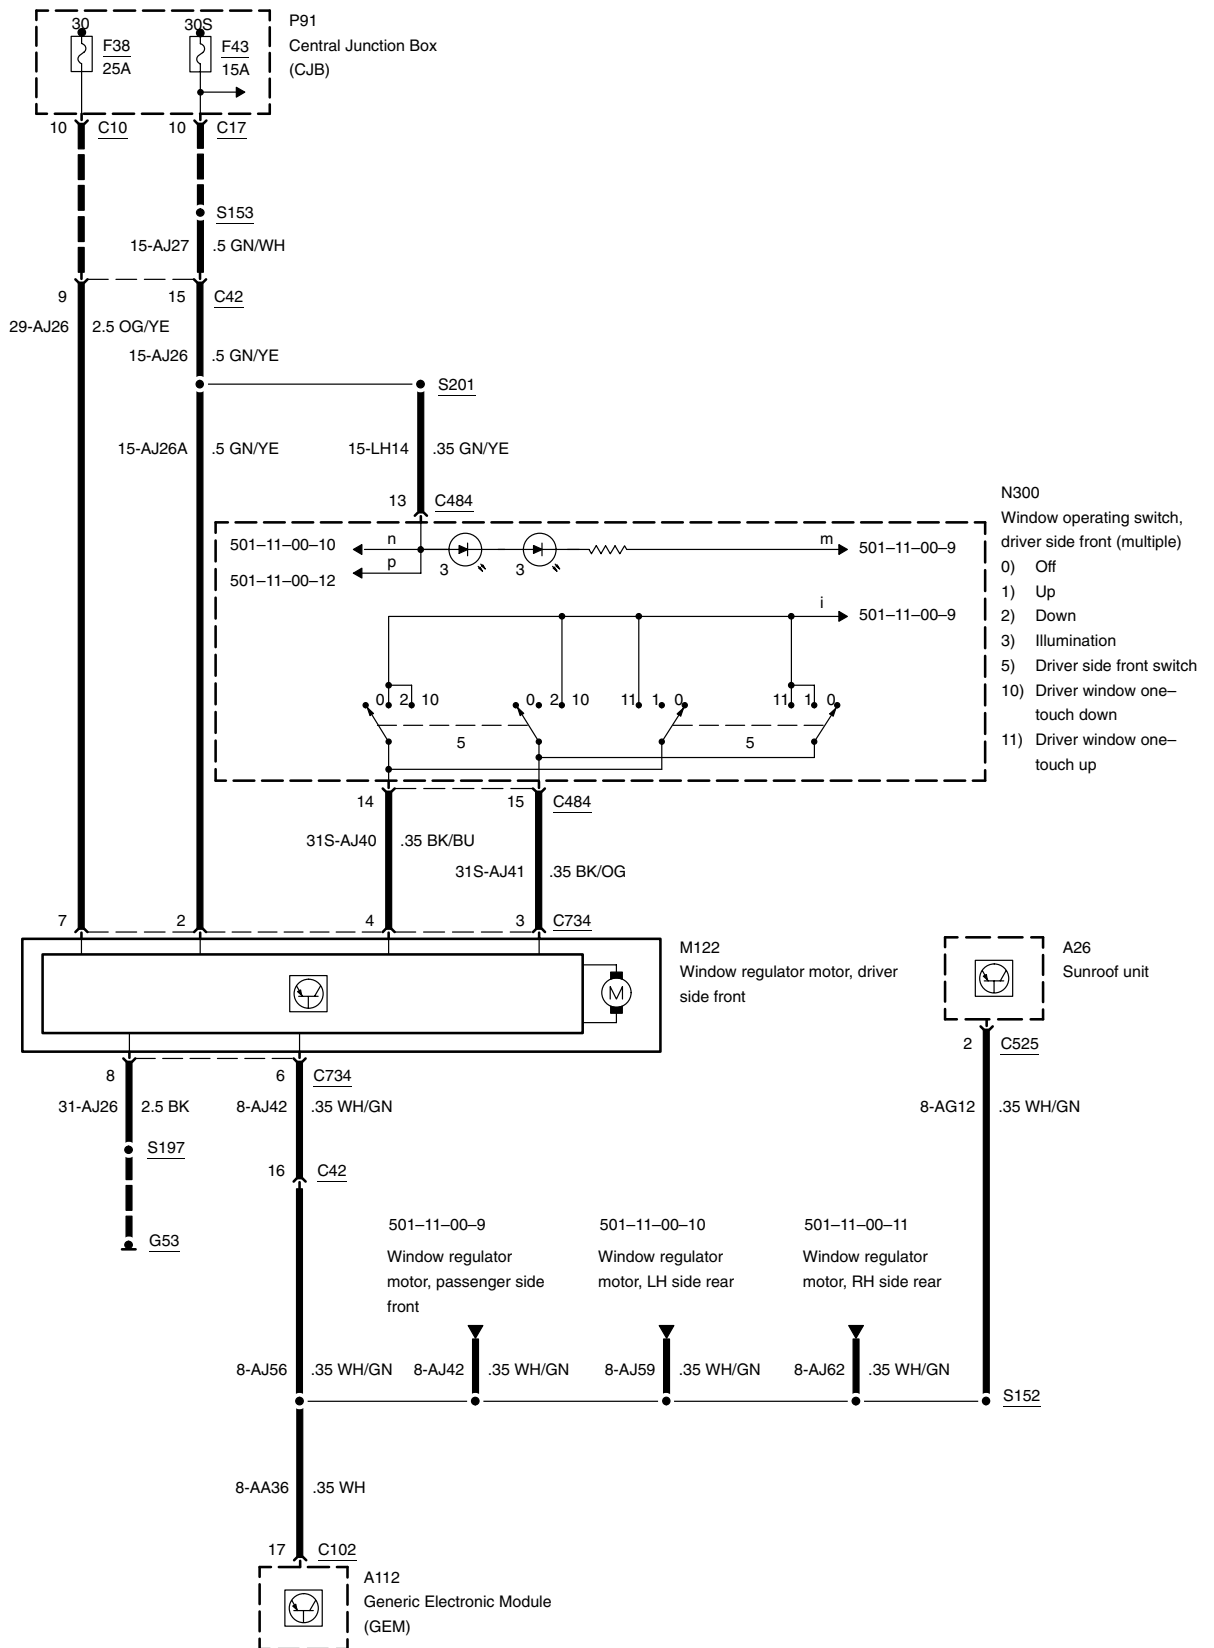 30 30S
F38 F43
25A 15A
P91
Central Junction Box
(CJB)
10 C10 10 C17
S153
15-AJ27 .5 GN/WH
9 15 C42
29-AJ26 2.5 OG/YE
15-AJ26 .5 GN/YE
S201
15-AJ26A .5 GN/YE 15-LH14 .35 GN/YE
13 C484
501–11–00–10 n m 501–11–00–9
3 3
501–11–00–12 p
i 501–11–00–9
0 2 10 0 2 10 11 1 0 11 1 0
5 5
N300
Window operating switch,
driver side front (multiple)
0) Off
1) Up
2) Down
3) Illumination
5) Driver side front switch
10) Driver window one–
touch down
11) Driver window one–
touch up
14 15 C484
31S-AJ40 .35 BK/BU
31S-AJ41 .35 BK/OG
7 2 4 3 C734
M
M122
Window regulator motor, driver
side front
A26
Sunroof unit
2 C525
8 6 C734
31-AJ26 2.5 BK 8-AJ42 .35 WH/GN 8-AG12 .35 WH/GN
S197
16 C42
G53
501–11–00–9
Window regulator
motor, passenger side
front
501–11–00–10
Window regulator
motor, LH side rear
501–11–00–11
Window regulator
motor, RH side rear
8-AJ56 .35 WH/GN 8-AJ42 .35 WH/GN 8-AJ59 .35 WH/GN 8-AJ62 .35 WH/GN
S152
8-AA36 .35 WH
17 C102
A112
Generic Electronic Module
(GEM)